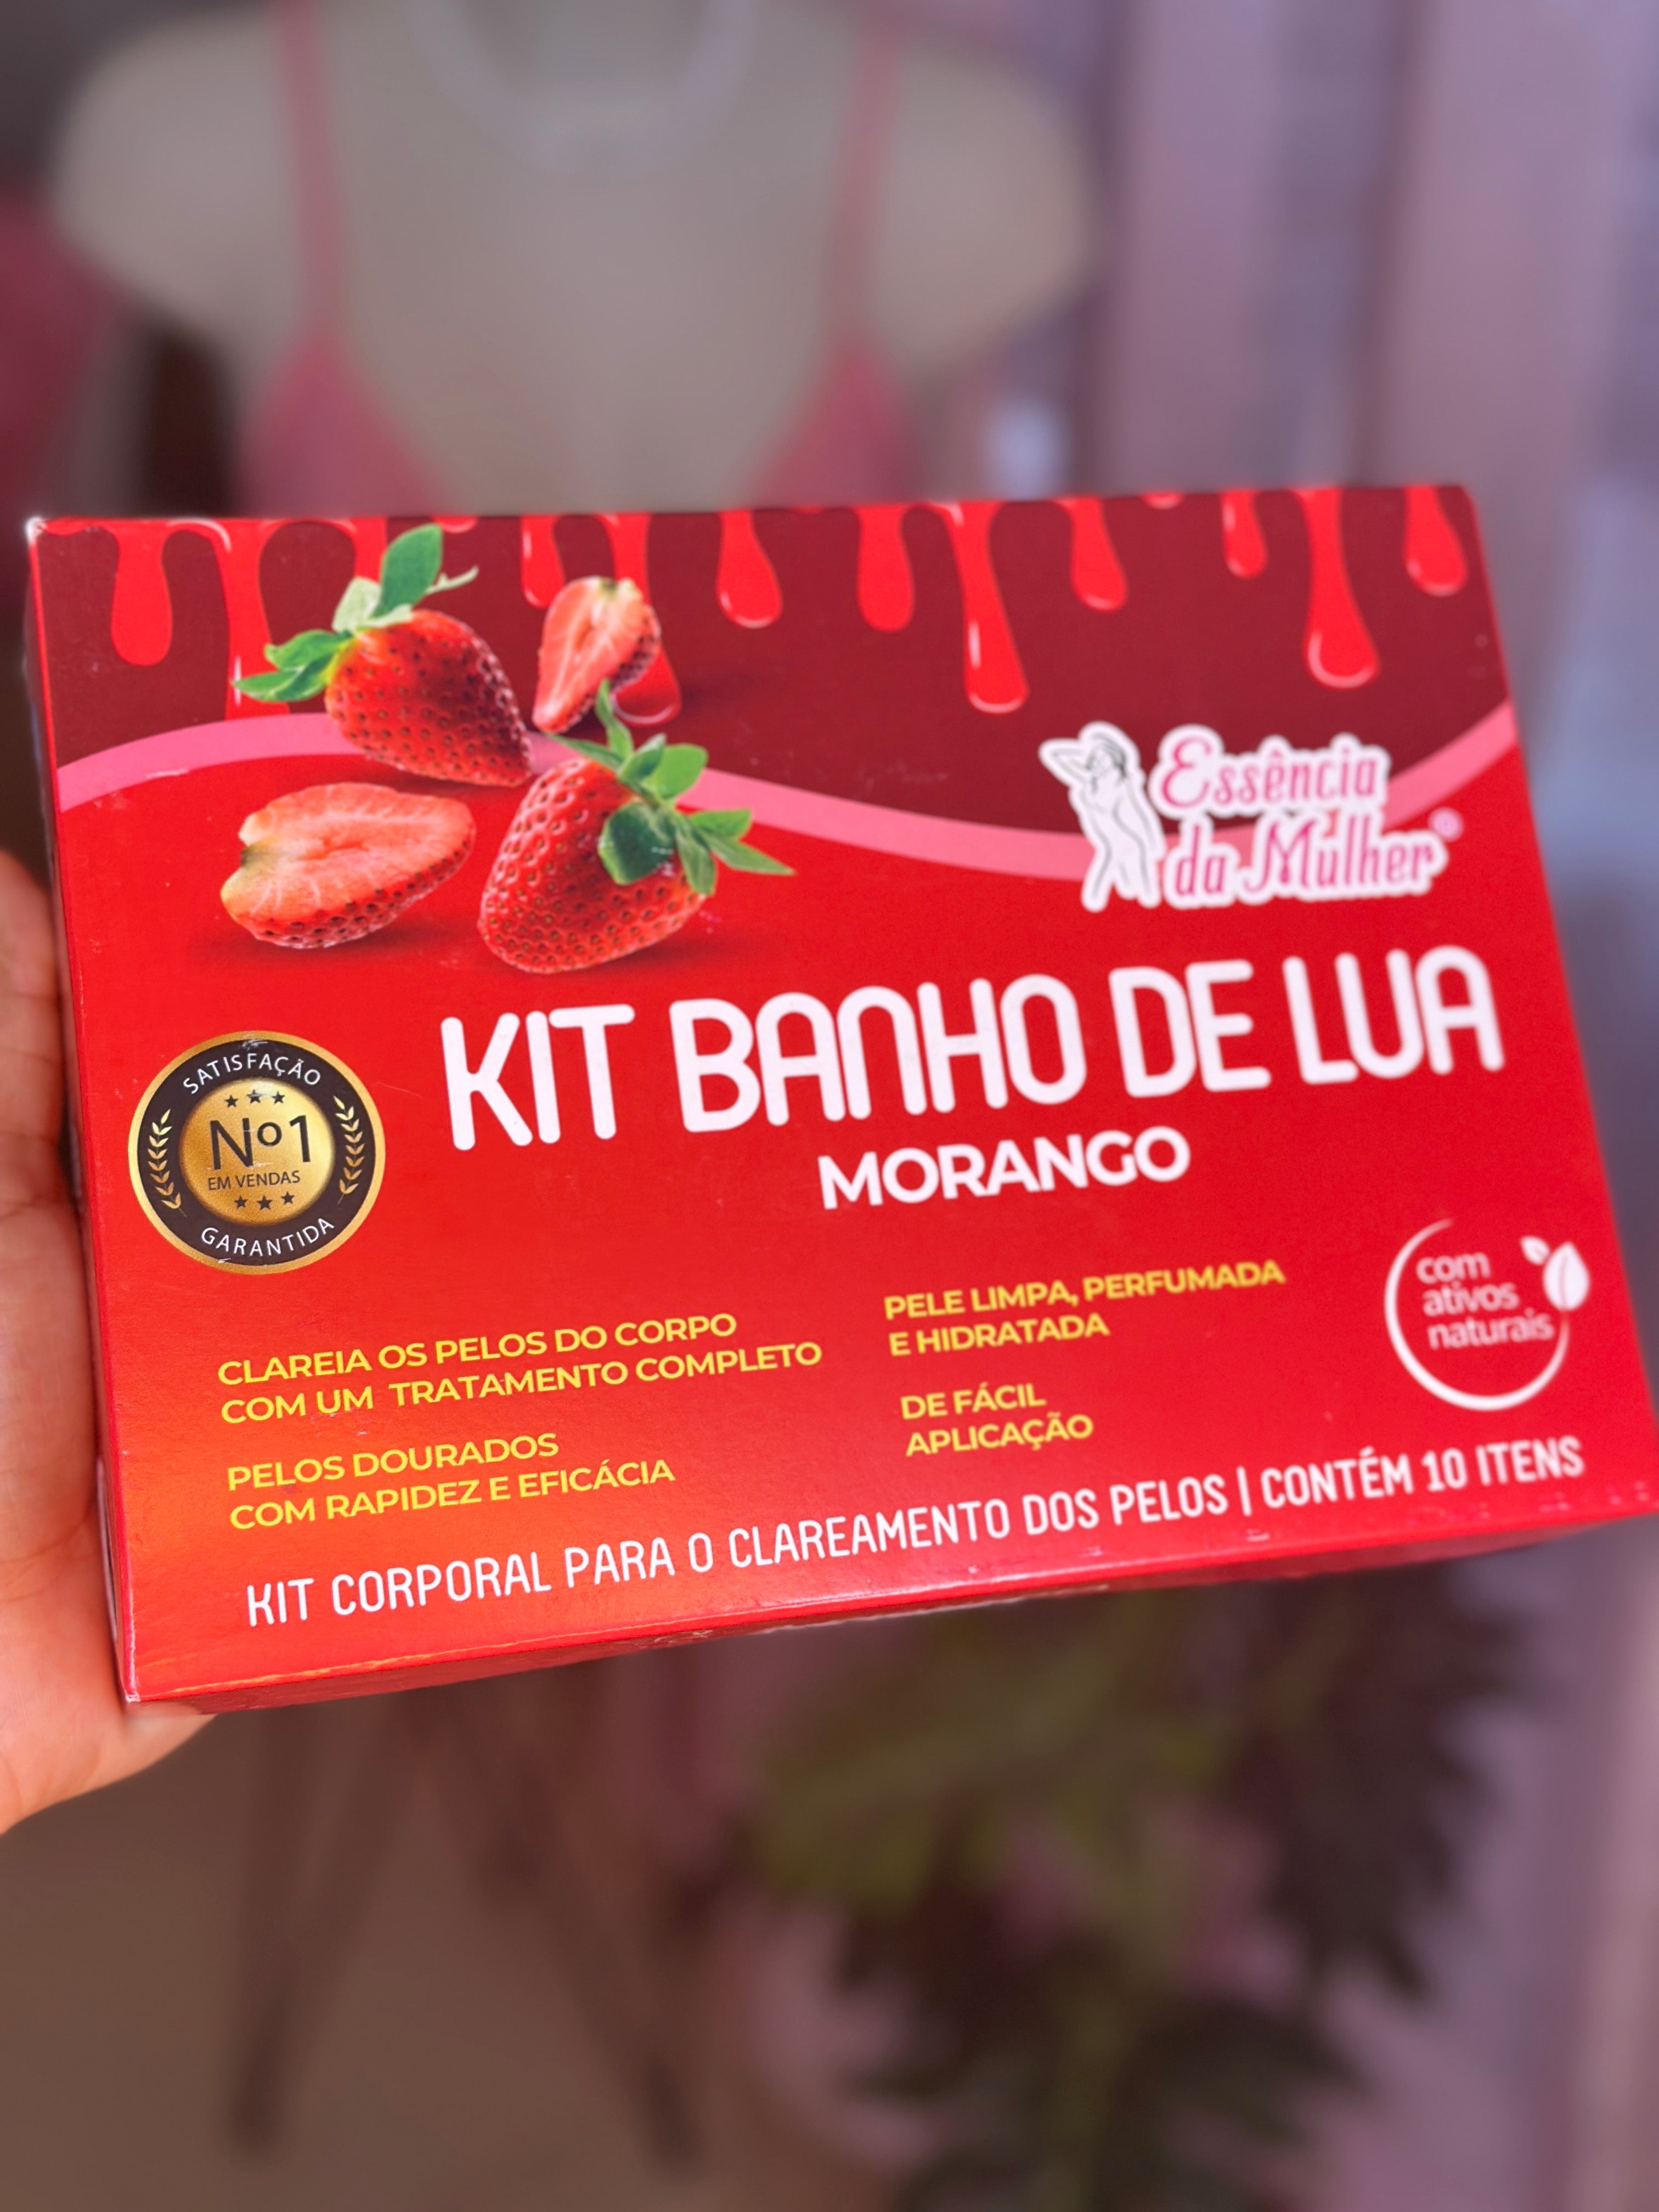 Essência
da Mulher®
KIT BANHO DE LUA
MORANGO
SATISFAÇÃO
Nº1
EM VENDAS
GARANTIDA
CLAREIA OS PELOS DO CORPO
COM UM TRATAMENTO COMPLETO
PELOS DOURADOS
COM RAPIDEZ E EFICÁCIA
PELE LIMPA, PERFUMADA
E HIDRATADA
DE FÁCIL
APLICAÇÃO
com
ativos
naturais
KIT CORPORAL PARA O CLAREAMENTO DOS PELOS | CONTÉM 10 ITENS